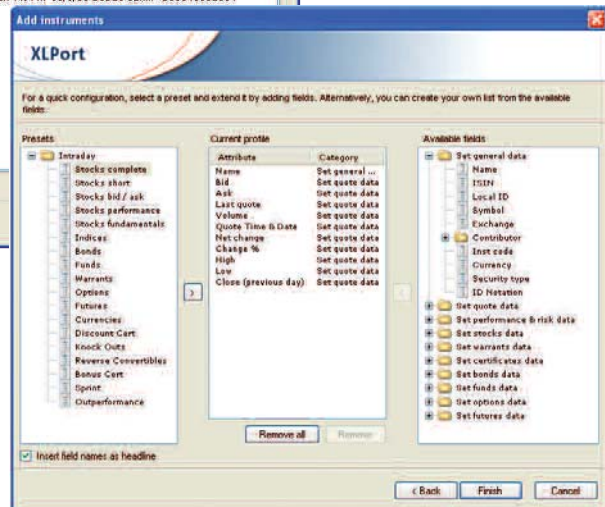 Add instruments
XLPort
For a quick configuration, select a preset and extend it by adding fields. Alternatively, you can create your own list from the available
fields.
Presets
Intraday
Stocks complete
Stocks short
Stocks bid / ask
Stocks performance
Stocks fundamentals
Indices
Bonds
Funds
Warrants
Options
Futures
Currencies
Discount Cert
Knock Outs
Reverse Convertibles
Bonus Cert
Sprint
Outperformance
Insert field names as headline
Current profile
Attribute Category
Name Set general ...
Bid Set quote data
Ask Set quote data
Last quote Set quote data
Volume Set quote data
Quote Time & Date Set quote data
Net change Set quote data
Change % Set quote data
High Set quote data
Low Set quote data
Close (previous day) Set quote data
>
<
Remove all Remove
Available fields
Set general data
Name
ISIN
Local ID
Symbol
Exchange
Contributor
Inst code
Currency
Security type
ID Notation
Set quote data
Set performance & risk data
Set stocks data
Set warrants data
Set certificates data
Set bonds data
Set funds data
Set options data
Set futures data
< Back Finish Cancel